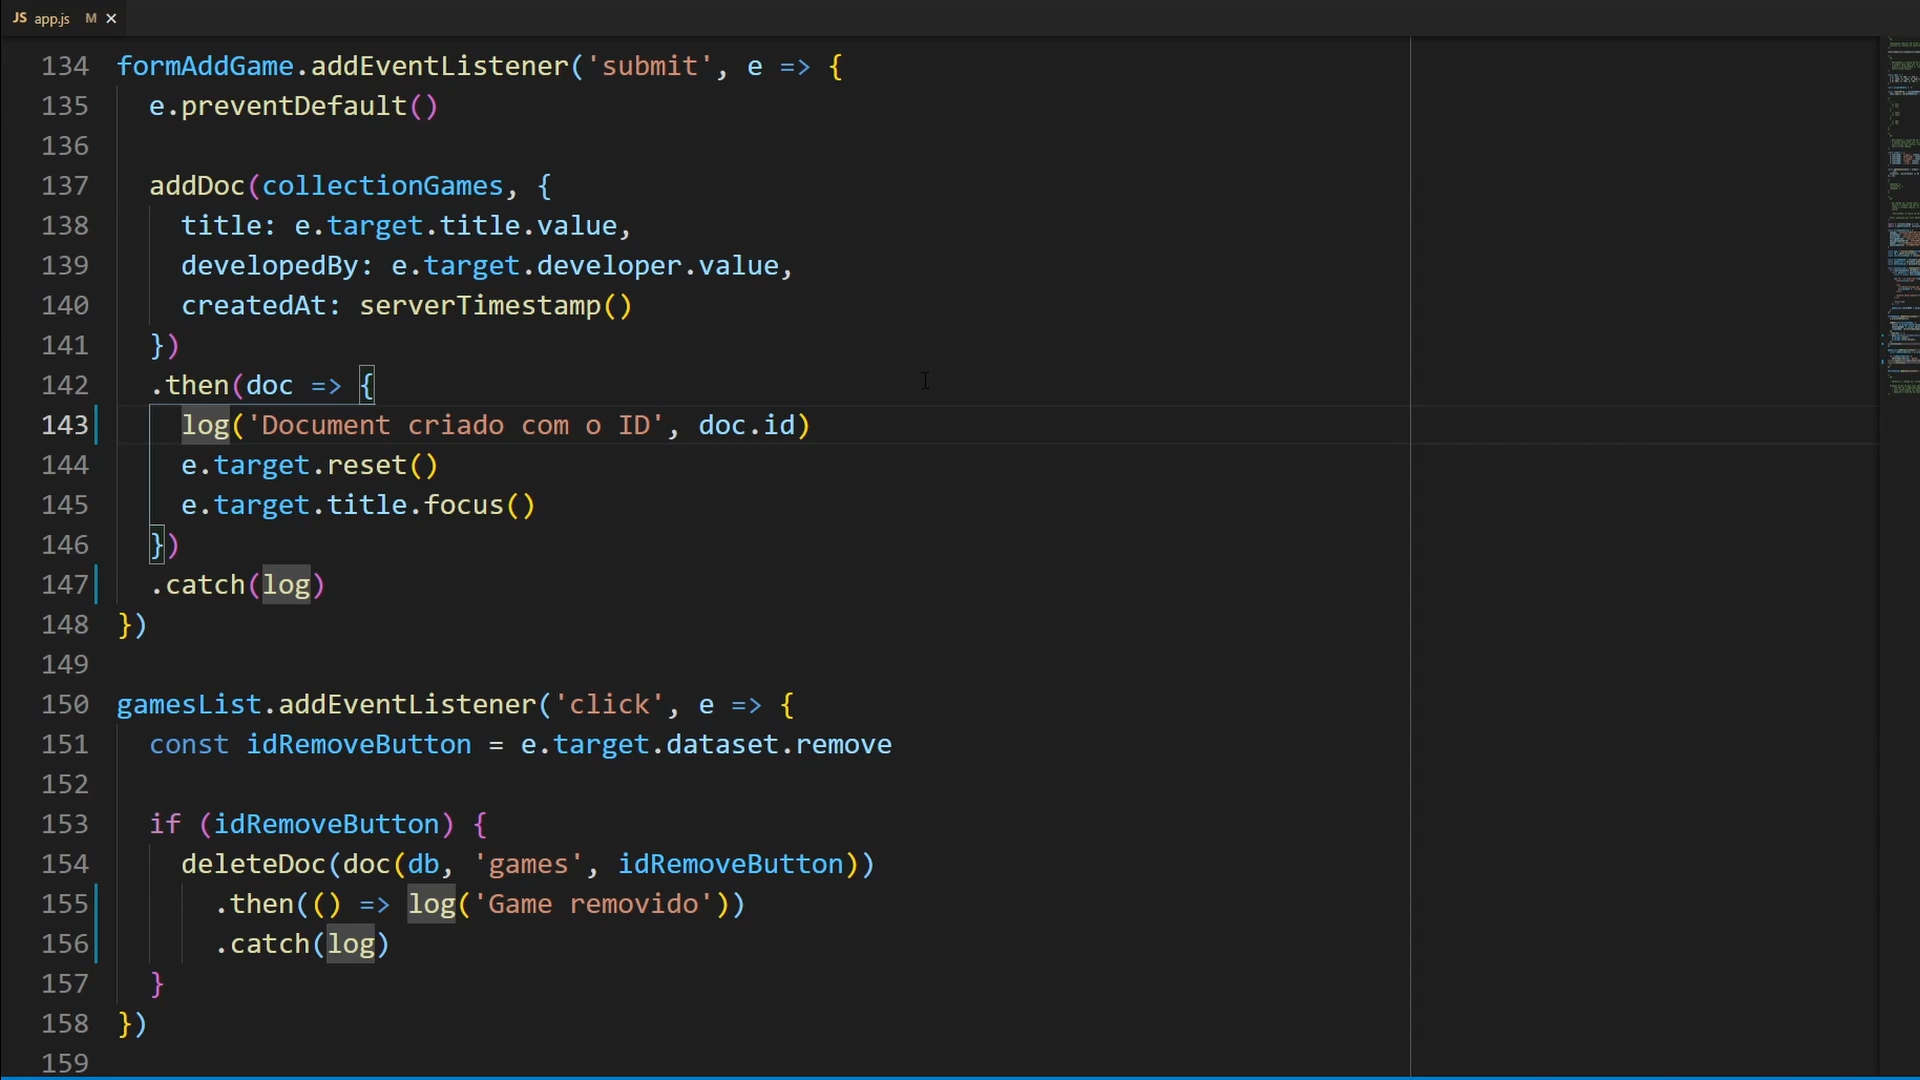 JS app.js M ×
134 formAddGame.addEventListener('submit', e => {
135   e.preventDefault()
136
137   addDoc(collectionGames, {
138     title: e.target.title.value,
139     developedBy: e.target.developer.value,
140     createdAt: serverTimestamp()
141   })
142   .then(doc => {
143     log('Document criado com o ID', doc.id)
144     e.target.reset()
145     e.target.title.focus()
146   })
147   .catch(log)
148 })
149
150 gamesList.addEventListener('click', e => {
151   const idRemoveButton = e.target.dataset.remove
152
153   if (idRemoveButton) {
154     deleteDoc(doc(db, 'games', idRemoveButton))
155       .then(() => log('Game removido'))
156       .catch(log)
157   }
158 })
159